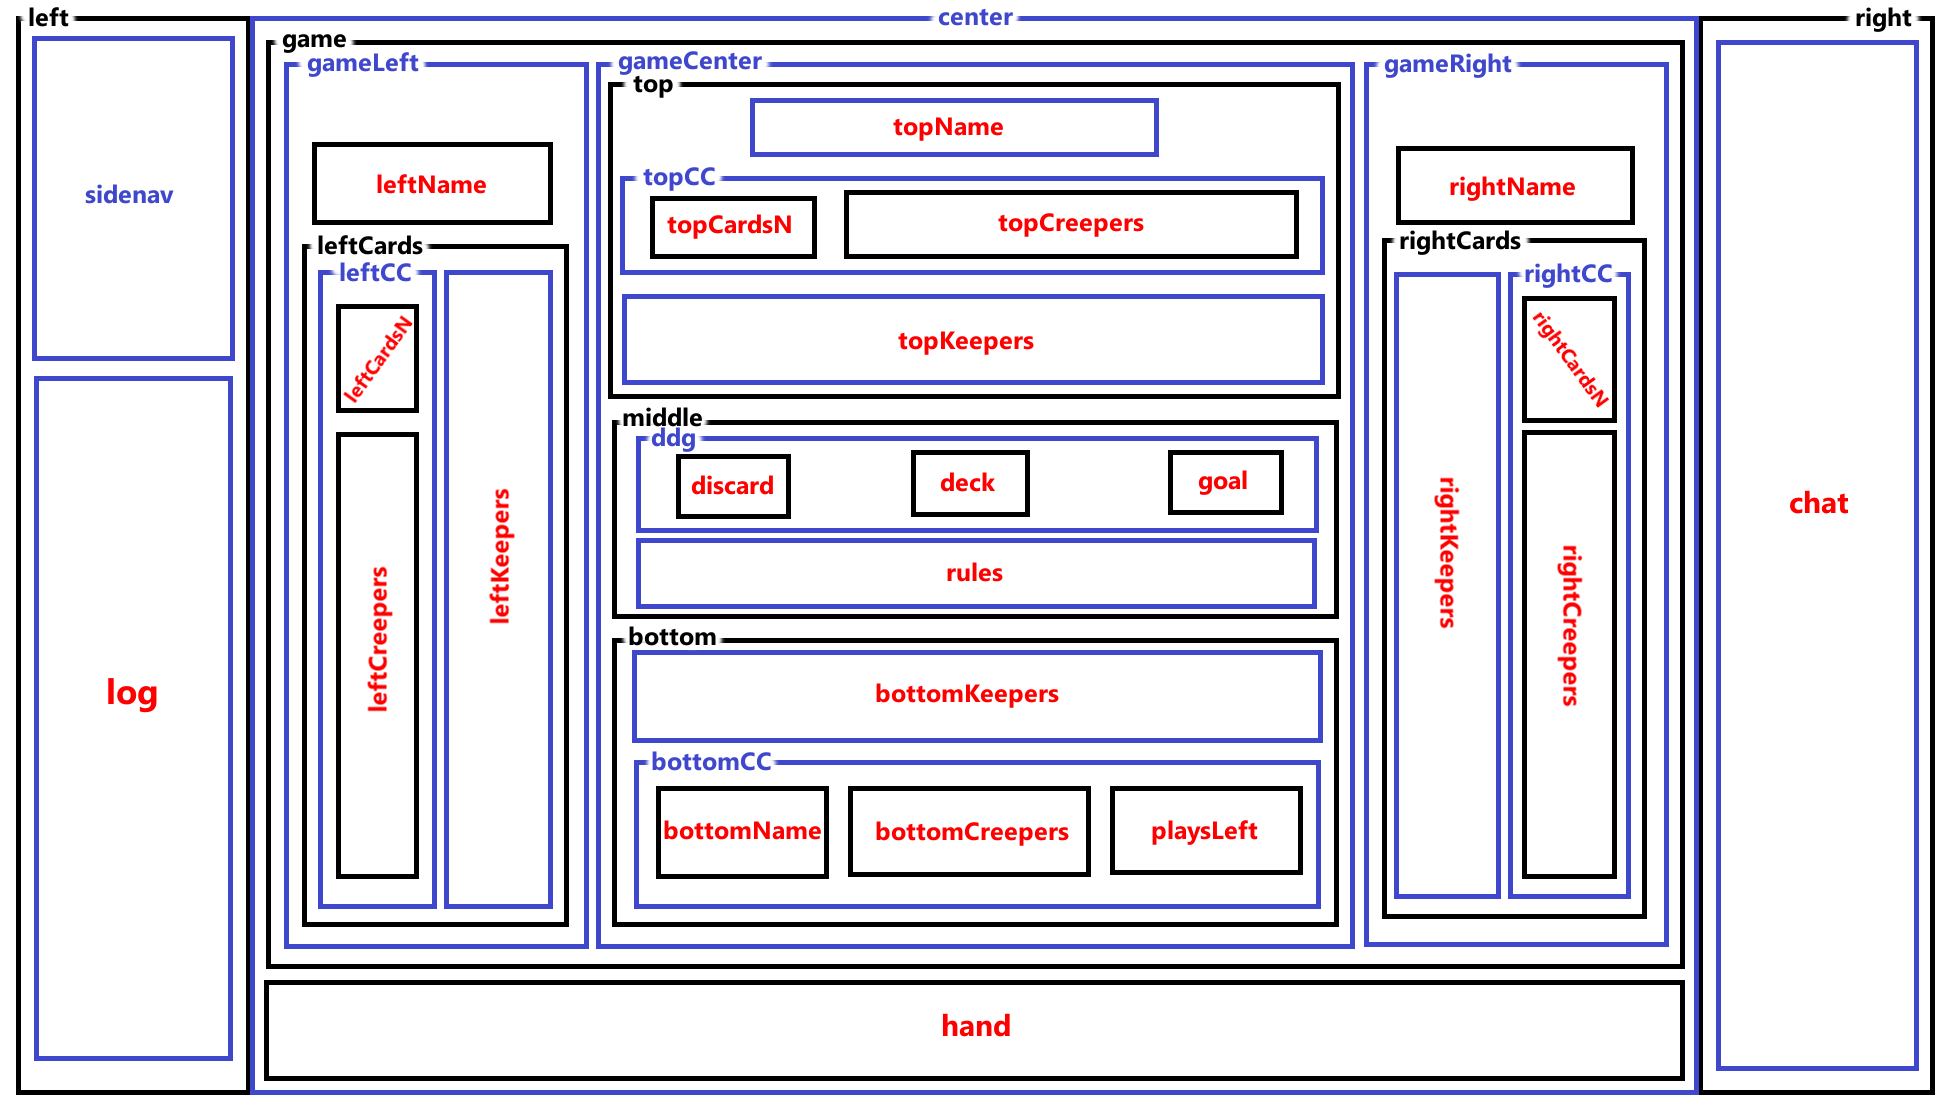 left
sidenav
log
center
game
gameLeft
leftName
leftCards
leftCC
leftCardsN
leftCreepers
leftKeepers
gameCenter
top
topName
topCC
topCardsN
topCreepers
topKeepers
middle
ddg
discard
deck
goal
rules
bottom
bottomKeepers
bottomCC
bottomName
bottomCreepers
playsLeft
gameRight
rightName
rightCards
rightKeepers
rightCC
rightCardsN
rightCreepers
hand
right
chat